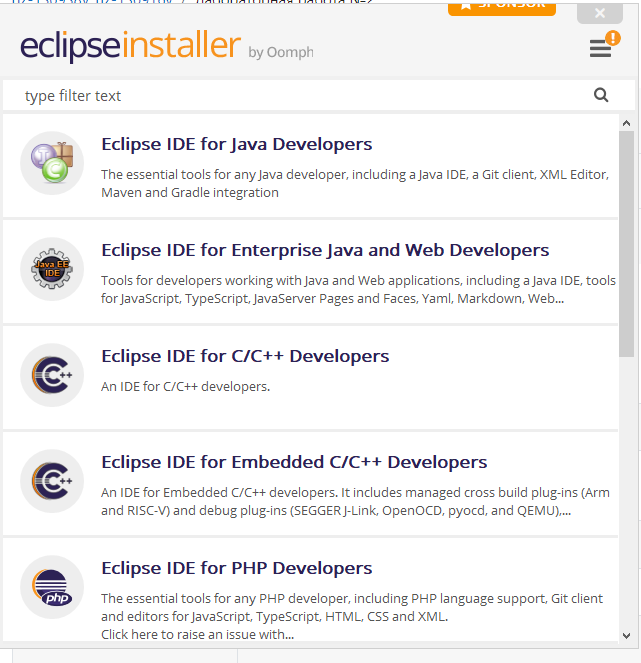 SPONSOR
eclipseinstaller by Oomph
type filter text
Eclipse IDE for Java Developers
The essential tools for any Java developer, including a Java IDE, a Git client, XML Editor,
Maven and Gradle integration
Java EE
IDE
Eclipse IDE for Enterprise Java and Web Developers
Tools for developers working with Java and Web applications, including a Java IDE, tools
for JavaScript, TypeScript, JavaServer Pages and Faces, Yaml, Markdown, Web...
Eclipse IDE for C/C++ Developers
An IDE for C/C++ developers.
Eclipse IDE for Embedded C/C++ Developers
An IDE for Embedded C/C++ developers. It includes managed cross build plug-ins (Arm
and RISC-V) and debug plug-ins (SEGGER J-Link, OpenOCD, pyocd, and QEMU),...
php
Eclipse IDE for PHP Developers
The essential tools for any PHP developer, including PHP language support, Git client
and editors for JavaScript, TypeScript, HTML, CSS and XML.
Click here to raise an issue with...